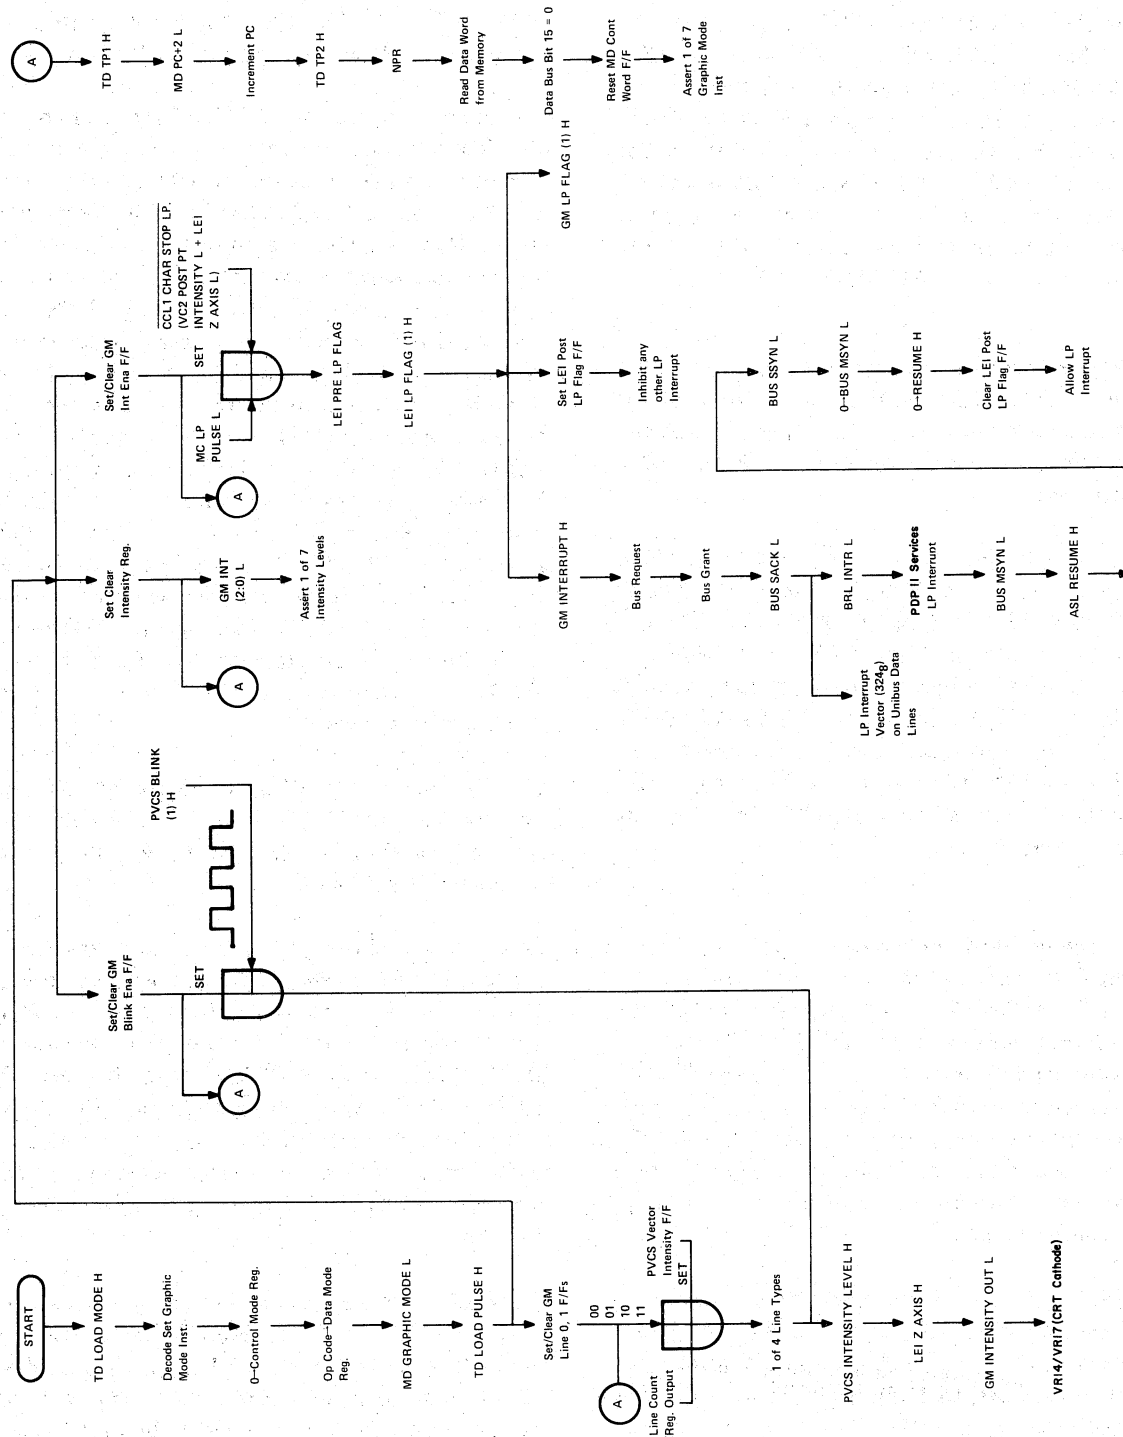 START
TD LOAD MODE H
Decode Set Graphic
Mode Inst.
0—Control Mode Reg.
Op Code—Data Mode
Reg.
MD GRAPHIC MODE L
TD LOAD PULSE H
Set/Clear GM
Line 0, 1 F/Fs
00
01
10
11
A
Line Count
Reg. Output
PVCS Vector
Intensity F/F
SET
1 of 4 Line Types
PVCS INTENSITY LEVEL H
LEI Z AXIS H
GM INTENSITY OUT L
VR14/VR17(CRT Cathode)
Set/Clear GM
Blink Ena F/F
SET
A
PVCS BLINK
(1) H
Set Clear
Intensity Reg.
A
GM INT
(2:0) L
Assert 1 of 7
Intensity Levels
Set/Clear GM
Int Ena F/F
SET
A
MC LP
PULSE L
CCL1 CHAR STOP LP.
(VC2 POST PT
INTENSITY L + LEI
Z AXIS L)
LEI PRE LP FLAG
LEI LP FLAG (1) H
GM INTERRUPT H
Bus Request
Bus Grant
BUS SACK L
LP Interrupt
Vector (324₈)
on Unibus Data
Lines
BRL INTR L
PDP II Services
LP Interrunt
BUS MSYN L
ASL RESUME H
Set LEI Post
LP Flag F/F
Inhibit any
other LP
Interrupt
BUS SSYN L
0→BUS MSYN L
0→RESUME H
Clear LEI Post
LP Flag F/F
Allow LP
Interrupt
GM LP FLAG (1) H
A
TD TP1 H
MD PC+2 L
Increment PC
TD TP2 H
NPR
Read Data Word
from Memory
Data Bus Bit 15 = 0
Reset MD Cont
Word F/F
Assert 1 of 7
Graphic Mode
Inst